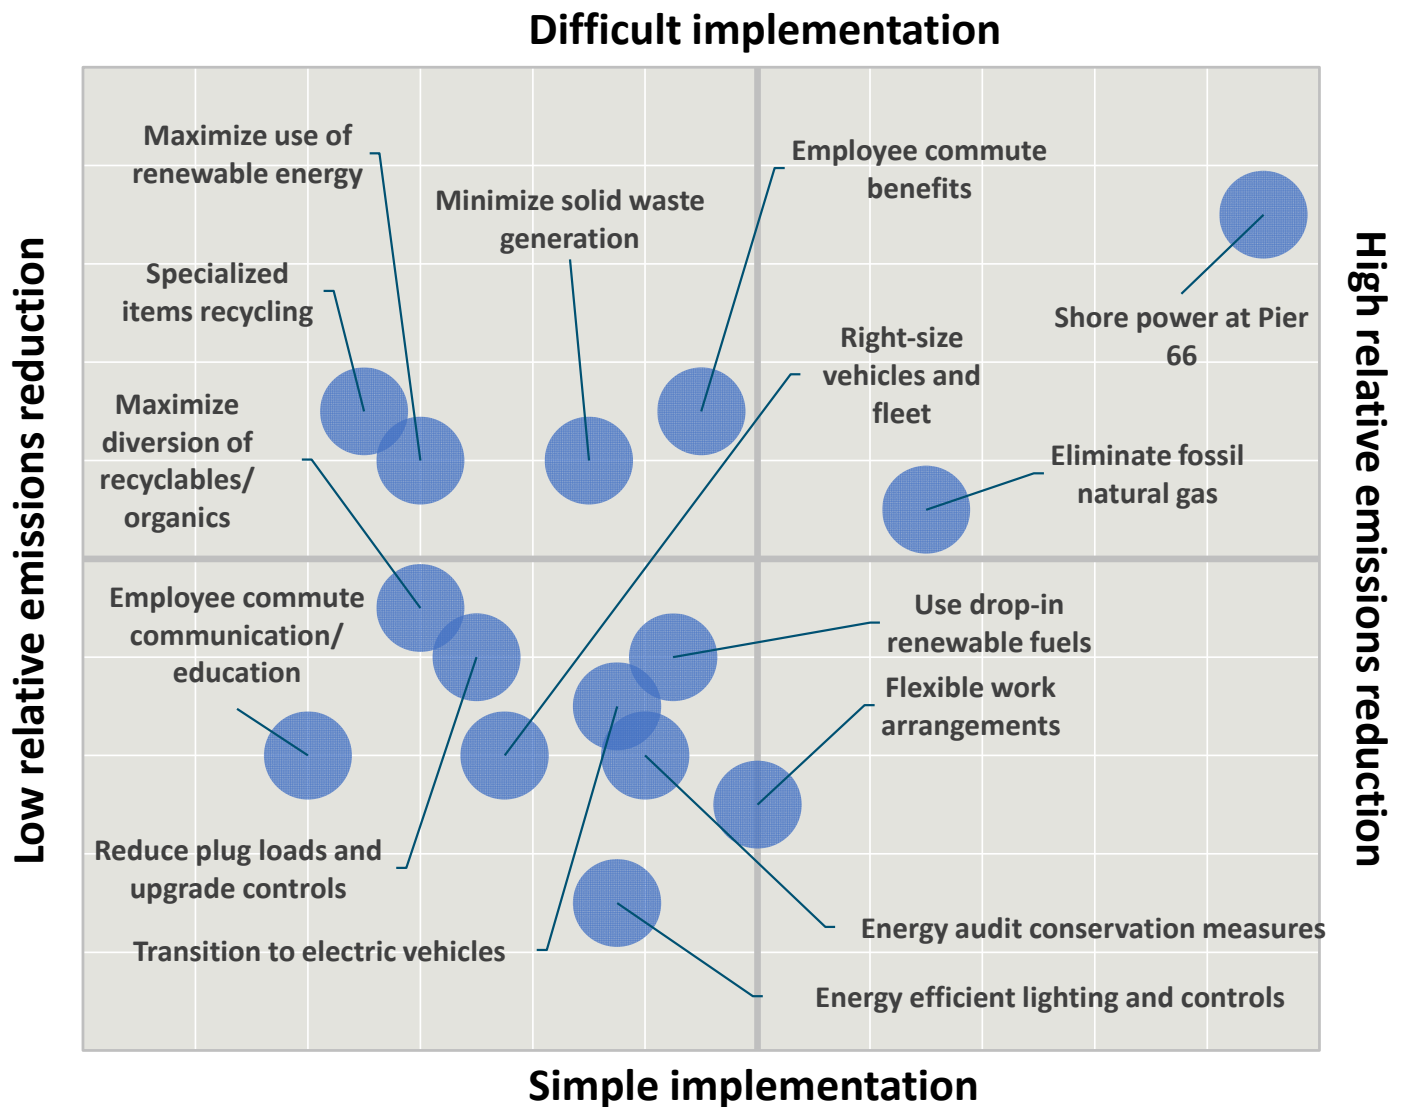 Difficult implementation
Maximize use of
renewable energy
Employee commute
benefits
Minimize solid waste
generation
Specialized
items recycling
Shore power at Pier
66
Right-size
vehicles and
fleet
Maximize
diversion of
recyclables/
organics
Eliminate fossil
natural gas
Low relative emissions reduction
High relative emissions reduction
Employee commute
communication/
education
Use drop-in
renewable fuels
Flexible work
arrangements
Reduce plug loads and
upgrade controls
Transition to electric vehicles
Energy audit conservation measures
Energy efficient lighting and controls
Simple implementation